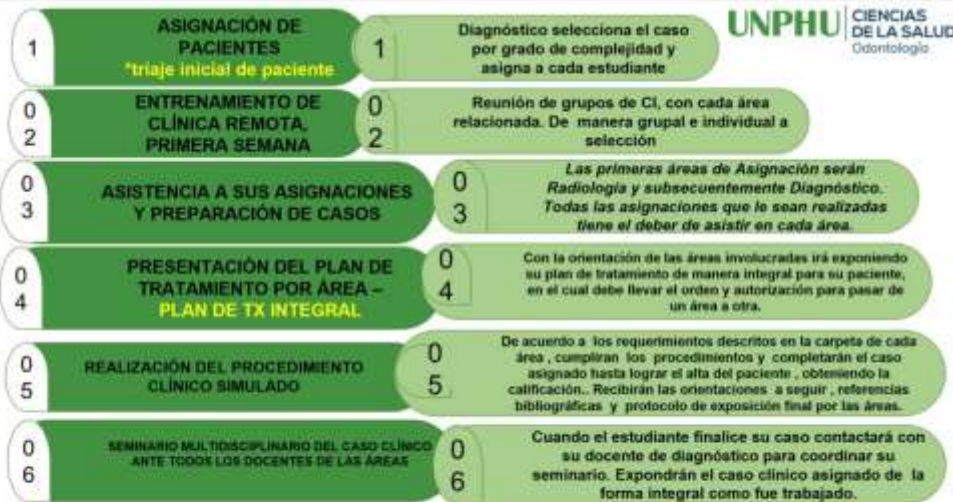 UNPHU
CIENCIAS
DE LA SALUD
Odontología
1
ASIGNACIÓN DE
PACIENTES
*triaje inicial de paciente
1
Diagnóstico selecciona el caso
por grado de complejidad y
asigna a cada estudiante
0
2
ENTRENAMIENTO DE
CLÍNICA REMOTA,
PRIMERA SEMANA
0
2
Reunión de grupos de CI, con cada área
relacionada. De manera grupal e individual a
selección
0
3
ASISTENCIA A SUS ASIGNACIONES
Y PREPARACIÓN DE CASOS
0
3
Las primeras áreas de Asignación serán
Radiología y subsecuentemente Diagnóstico.
Todas las asignaciones que le sean realizadas
tiene el deber de asistir en cada área.
0
4
PRESENTACIÓN DEL PLAN DE
TRATAMIENTO POR ÁREA –
PLAN DE TX INTEGRAL
0
4
Con la orientación de las áreas involucradas irá exponiendo
su plan de tratamiento de manera integral para su paciente,
en el cual debe llevar el orden y autorización para pasar de
un área a otra.
0
5
REALIZACIÓN DEL PROCEDIMIENTO
CLÍNICO SIMULADO
0
5
De acuerdo a los requerimientos descritos en la carpeta de cada
área , cumpliran los procedimientos y completarán el caso
asignado hasta lograr el alta del paciente , obteniendo la
calificación.. Recibirán las orientaciones a seguir , referencias
bibliográficas y protocolo de exposición final por las áreas.
0
6
SEMINARIO MULTIDISCIPLINARIO DEL CASO CLÍNICO
ANTE TODOS LOS DOCENTES DE LAS ÁREAS
0
6
Cuando el estudiante finalice su caso contactará con
su docente de diagnóstico para coordinar su
seminario. Expondrán el caso clínico asignado de la
forma integral como fue trabajado.